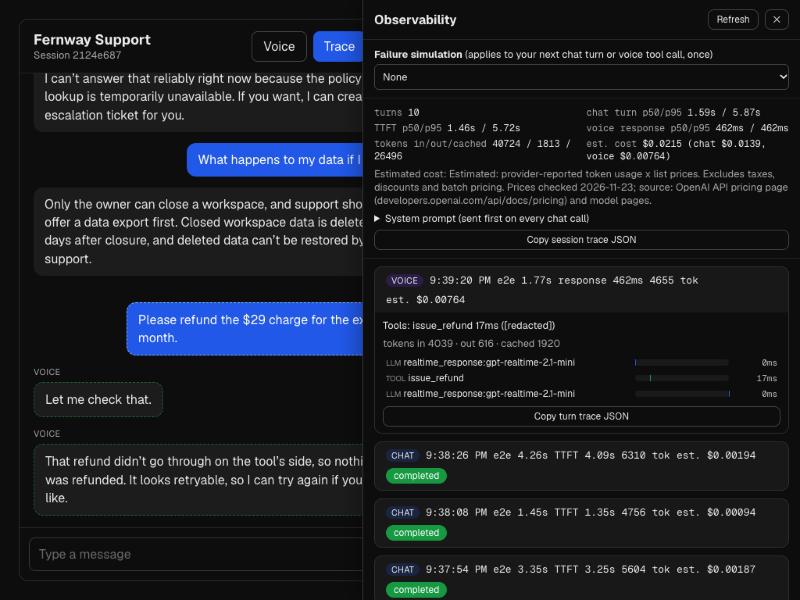 Fernway Support
Session 2124e687
Voice
Trace
I can't answer that reliably right now because the policy
lookup is temporarily unavailable. If you want, I can crea
escalation ticket for you.
What happens to my data if I
Only the owner can close a workspace, and support sho
offer a data export first. Closed workspace data is delete
days after closure, and deleted data can't be restored by
support.
Please refund the $29 charge for the ex
month.
VOICE
Let me check that.
VOICE
That refund didn't go through on the tool's side, so nothi
was refunded. It looks retryable, so I can try again if you
like.
Type a message
Observability
Refresh
×
Failure simulation (applies to your next chat turn or voice tool call, once)
None
turns 10
chat turn p50/p95 1.59s / 5.87s
TTFT p50/p95 1.46s / 5.72s
voice response p50/p95 462ms / 462ms
tokens in/out/cached 40724 / 1813 /
26496
est. cost $0.0215 (chat $0.0139,
voice $0.00764)
Estimated cost: Estimated: provider-reported token usage x list prices. Excludes taxes,
discounts and batch pricing. Prices checked 2026-11-23; source: OpenAI API pricing page
(developers.openai.com/api/docs/pricing) and model pages.
System prompt (sent first on every chat call)
Copy session trace JSON
VOICE 9:39:20 PM e2e 1.77s response 462ms 4655 tok
est. $0.00764
Tools: issue_refund 17ms ([redacted])
tokens in 4039 · out 616 · cached 1920
LLM realtime_response:gpt-realtime-2.1-mini 0ms
TOOL issue_refund 17ms
LLM realtime_response:gpt-realtime-2.1-mini 0ms
Copy turn trace JSON
CHAT 9:38:26 PM e2e 4.26s TTFT 4.09s 6310 tok est. $0.00194
completed
CHAT 9:38:08 PM e2e 1.45s TTFT 1.35s 4756 tok est. $0.00094
completed
CHAT 9:37:54 PM e2e 3.35s TTFT 3.25s 5604 tok est. $0.00187
completed